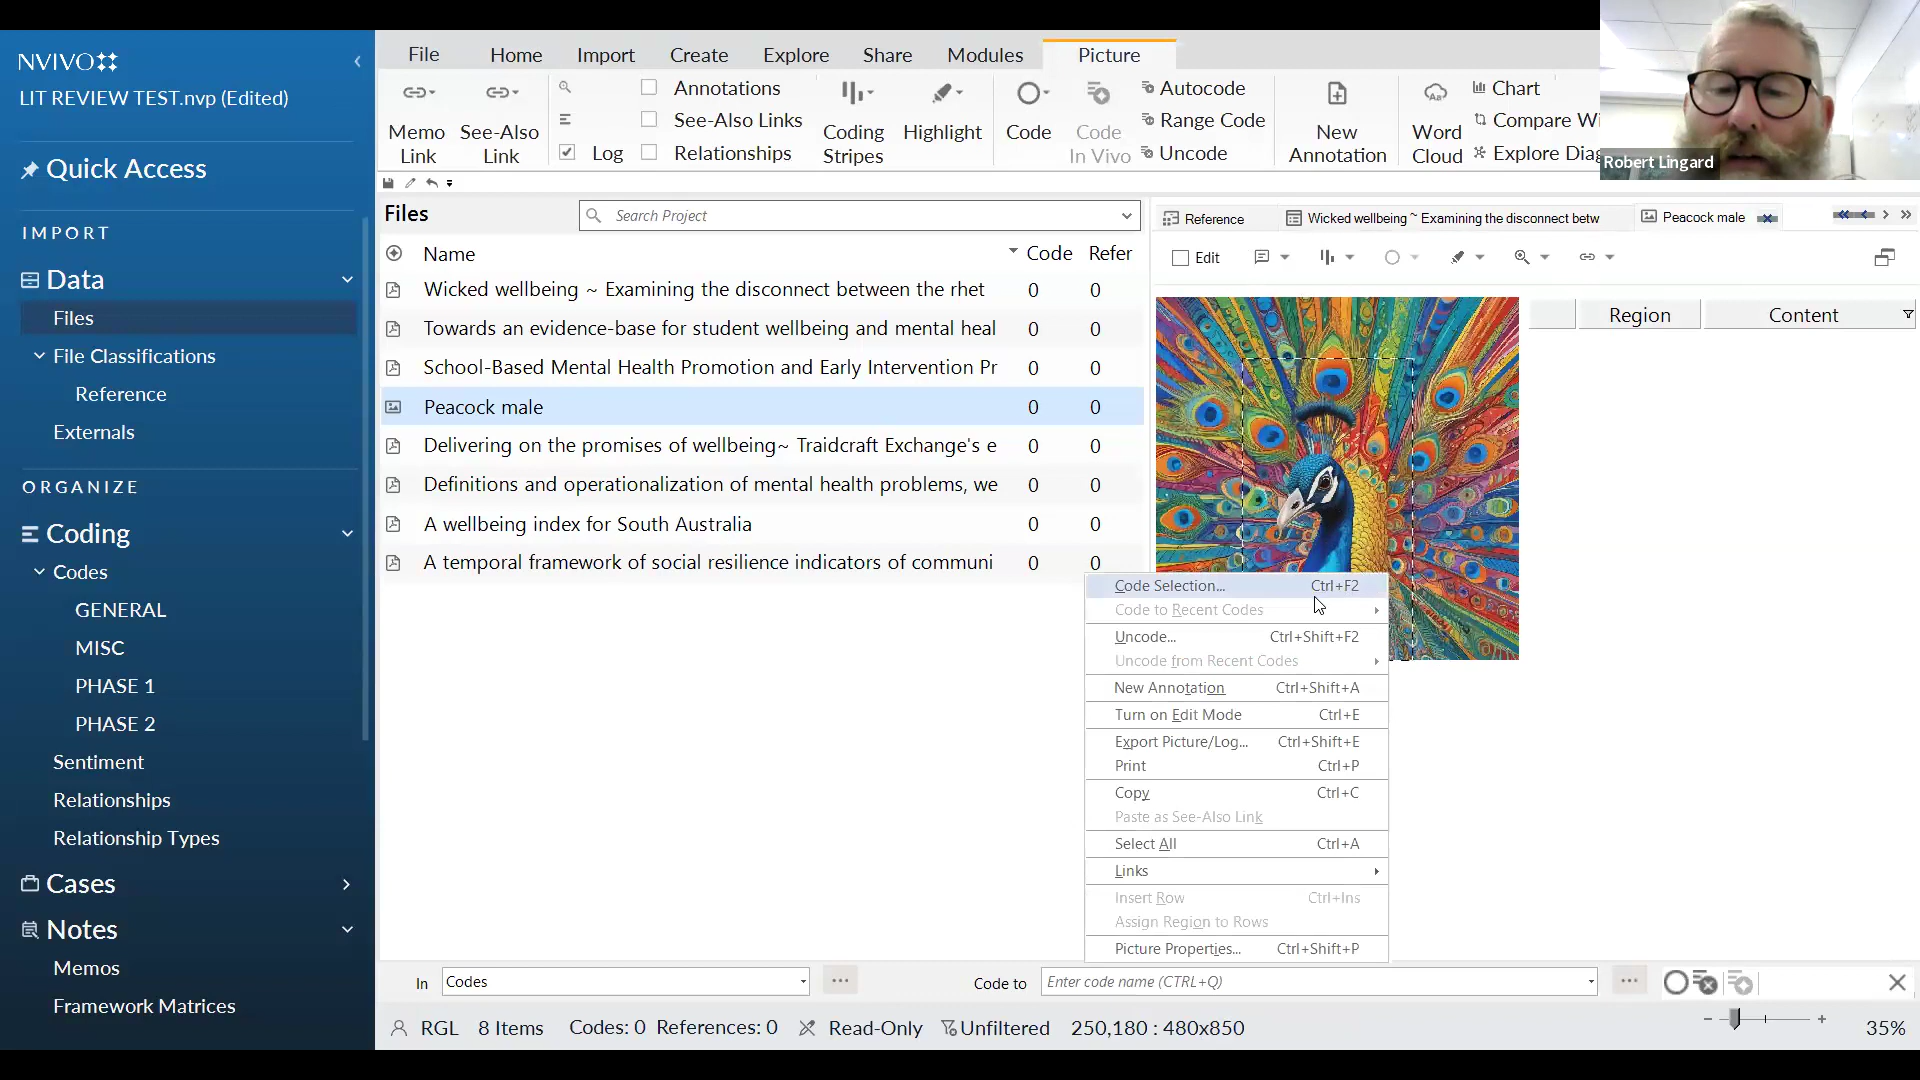 NVIVO
LIT REVIEW TEST.nvp (Edited)
Quick Access
IMPORT
Data
Files
File Classifications
Reference
Externals
ORGANIZE
Coding
Codes
GENERAL
MISC
PHASE 1
PHASE 2
Sentiment
Relationships
Relationship Types
Cases
Notes
Memos
Framework Matrices
File Home Import Create Explore Share Modules Picture
Memo Link
See-Also Link
Log
Annotations
See-Also Links
Relationships
Coding Stripes
Highlight
Code
Code In Vivo
Autocode
Range Code
Uncode
New Annotation
Word Cloud
Chart
Compare Wi
Explore Diag
Robert Lingard
Files
Search Project
Name Code Refer
Wicked wellbeing ~ Examining the disconnect between the rhet 0 0
Towards an evidence-base for student wellbeing and mental heal 0 0
School-Based Mental Health Promotion and Early Intervention Pr 0 0
Peacock male 0 0
Delivering on the promises of wellbeing~ Traidcraft Exchange's e 0 0
Definitions and operationalization of mental health problems, we 0 0
A wellbeing index for South Australia 0 0
A temporal framework of social resilience indicators of communi 0 0
Reference
Wicked wellbeing ~ Examining the disconnect betw
Peacock male
Edit
Region Content
Code Selection... Ctrl+F2
Code to Recent Codes
Uncode... Ctrl+Shift+F2
Uncode from Recent Codes
New Annotation Ctrl+Shift+A
Turn on Edit Mode Ctrl+E
Export Picture/Log... Ctrl+Shift+E
Print Ctrl+P
Copy Ctrl+C
Paste as See-Also Link
Select All Ctrl+A
Links
Insert Row Ctrl+Ins
Assign Region to Rows
Picture Properties... Ctrl+Shift+P
In Codes ... Code to Enter code name (CTRL+Q) ...
RGL 8 Items Codes: 0 References: 0 Read-Only Unfiltered 250,180 : 480x850 35%